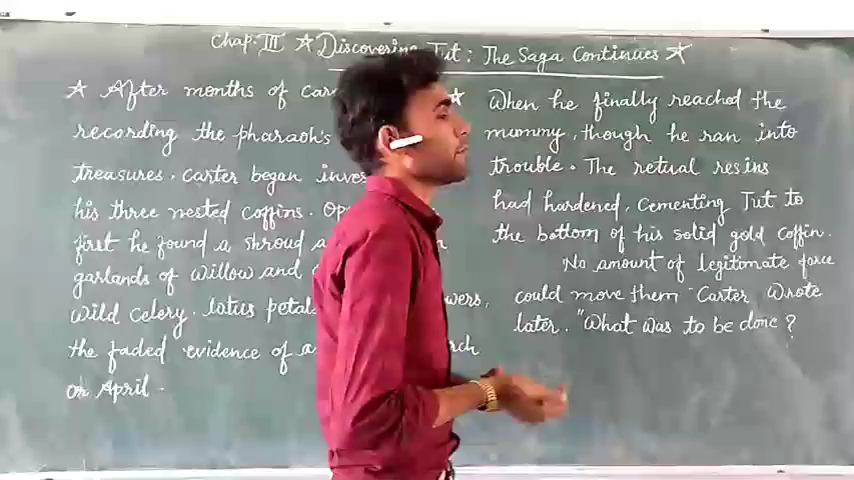 Chap. III ☆ Discovering Tut: The Saga Continues ☆
☆ After months of
recording the pharaoh's
treasures. Carter began
his three nested coffins.
first he found a shroud
garlands of willow and
wild celery. lotus
the faded evidence of
or April.
★ When he finally reached the
mummy, though he ran into
trouble. The retual resins
had hardened, cementing Tut to
the bottom of his solid gold coffin.
No amount of legitimate force
could move them Carter Wrote
later. "What was to be done?